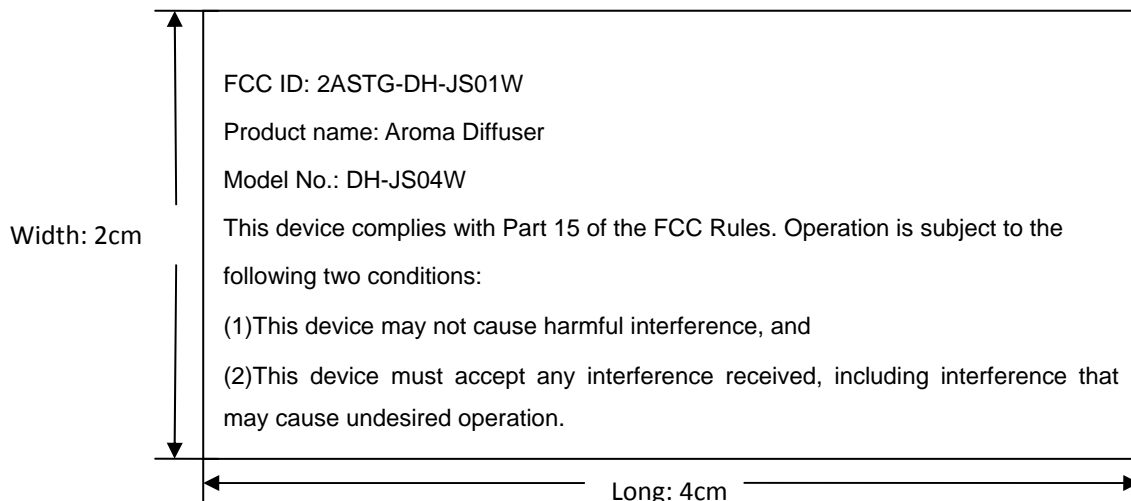 FCC ID: 2ASTG-DH-JS01W
Product name: Aroma Diffuser
Model No.: DH-JS04W
Width: 2cm
This device complies with Part 15 of the FCC Rules. Operation is subject to the
following two conditions:
(1)This device may not cause harmful interference, and
(2)This device must accept any interference received, including interference that
may cause undesired operation.
Long: 4cm